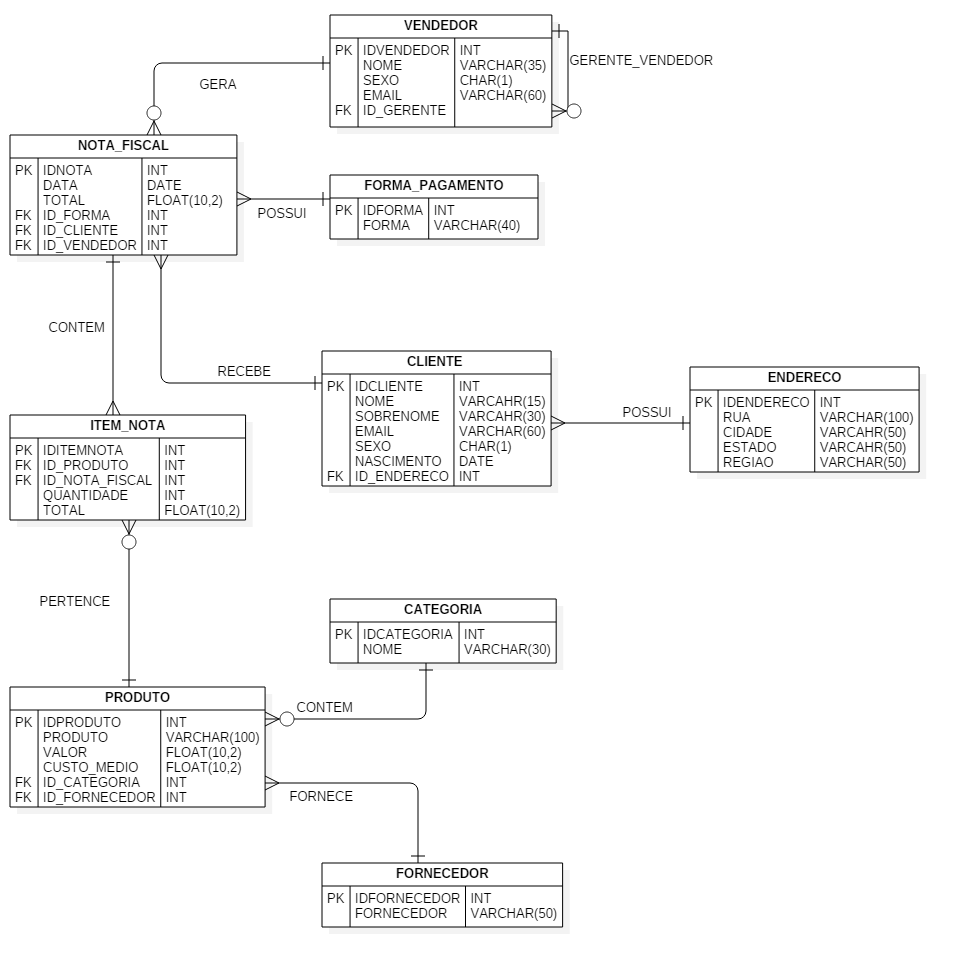 VENDEDOR
PK IDVENDEDOR INT
NOME VARCHAR(35)
SEXO CHAR(1)
EMAIL VARCHAR(60)
FK ID_GERENTE
GERENTE_VENDEDOR
GERA
NOTA_FISCAL
PK IDNOTA INT
DATA DATE
TOTAL FLOAT(10,2)
FK ID_FORMA INT
FK ID_CLIENTE INT
FK ID_VENDEDOR INT
POSSUI
FORMA_PAGAMENTO
PK IDFORMA INT
FORMA VARCHAR(40)
CONTEM
RECEBE
CLIENTE
PK IDCLIENTE INT
NOME VARCAHR(15)
SOBRENOME VARCAHR(30)
EMAIL VARCHAR(60)
SEXO CHAR(1)
NASCIMENTO DATE
FK ID_ENDERECO INT
POSSUI
ENDERECO
PK IDENDERECO INT
RUA VARCHAR(100)
CIDADE VARCAHR(50)
ESTADO VARCAHR(50)
REGIAO VARCHAR(50)
ITEM_NOTA
PK IDITEMNOTA INT
FK ID_PRODUTO INT
FK ID_NOTA_FISCAL INT
QUANTIDADE INT
TOTAL FLOAT(10,2)
PERTENCE
CATEGORIA
PK IDCATEGORIA INT
NOME VARCHAR(30)
CONTEM
PRODUTO
PK IDPRODUTO INT
PRODUTO VARCHAR(100)
VALOR FLOAT(10,2)
CUSTO_MEDIO FLOAT(10,2)
FK ID_CATEGORIA INT
FK ID_FORNECEDOR INT
FORNECE
FORNECEDOR
PK IDFORNECEDOR INT
FORNECEDOR VARCHAR(50)